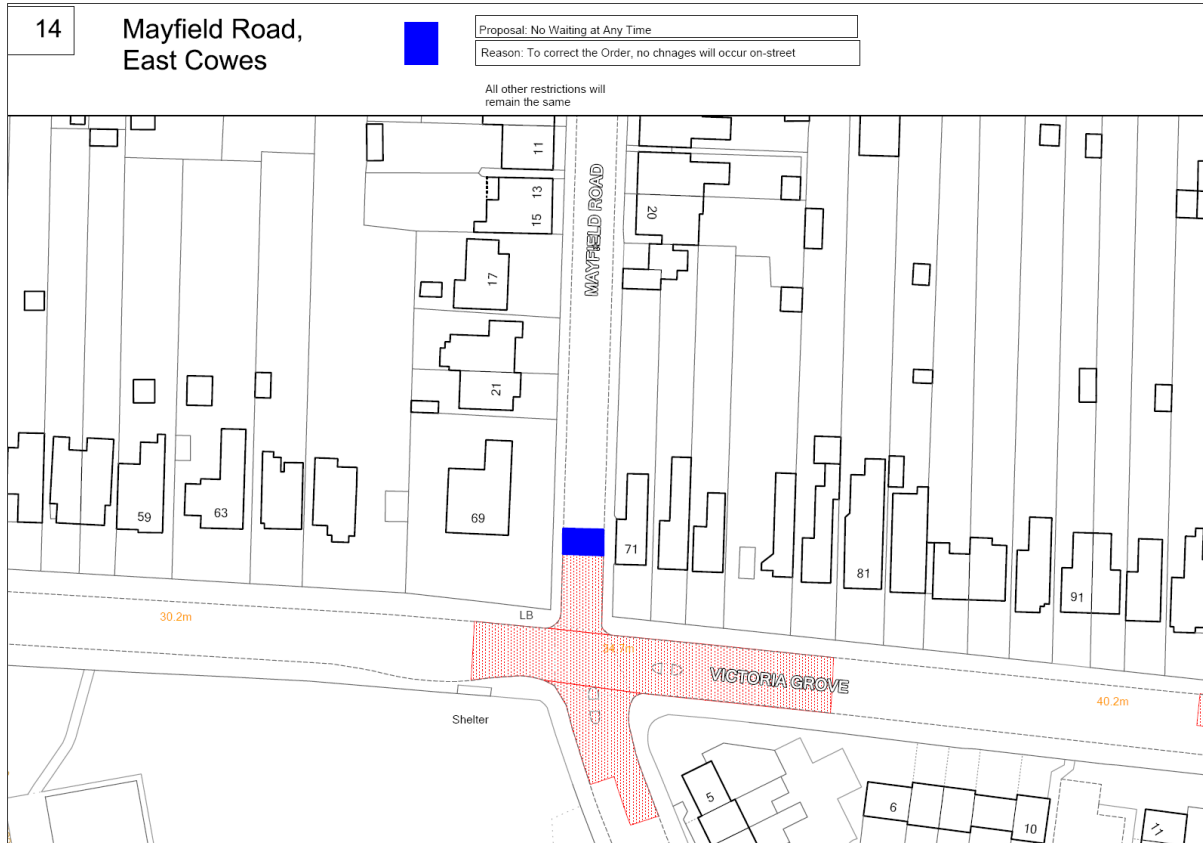 14
Mayfield Road,
East Cowes
Proposal: No Waiting at Any Time
Reason: To correct the Order, no chnages will occur on-street
All other restrictions will
remain the same
11
13
15
MAYFIELD ROAD
20
17
21
59
63
69
71
81
91
30.2m
LB
VICTORIA GROVE
40.2m
Shelter
5
6
10
11